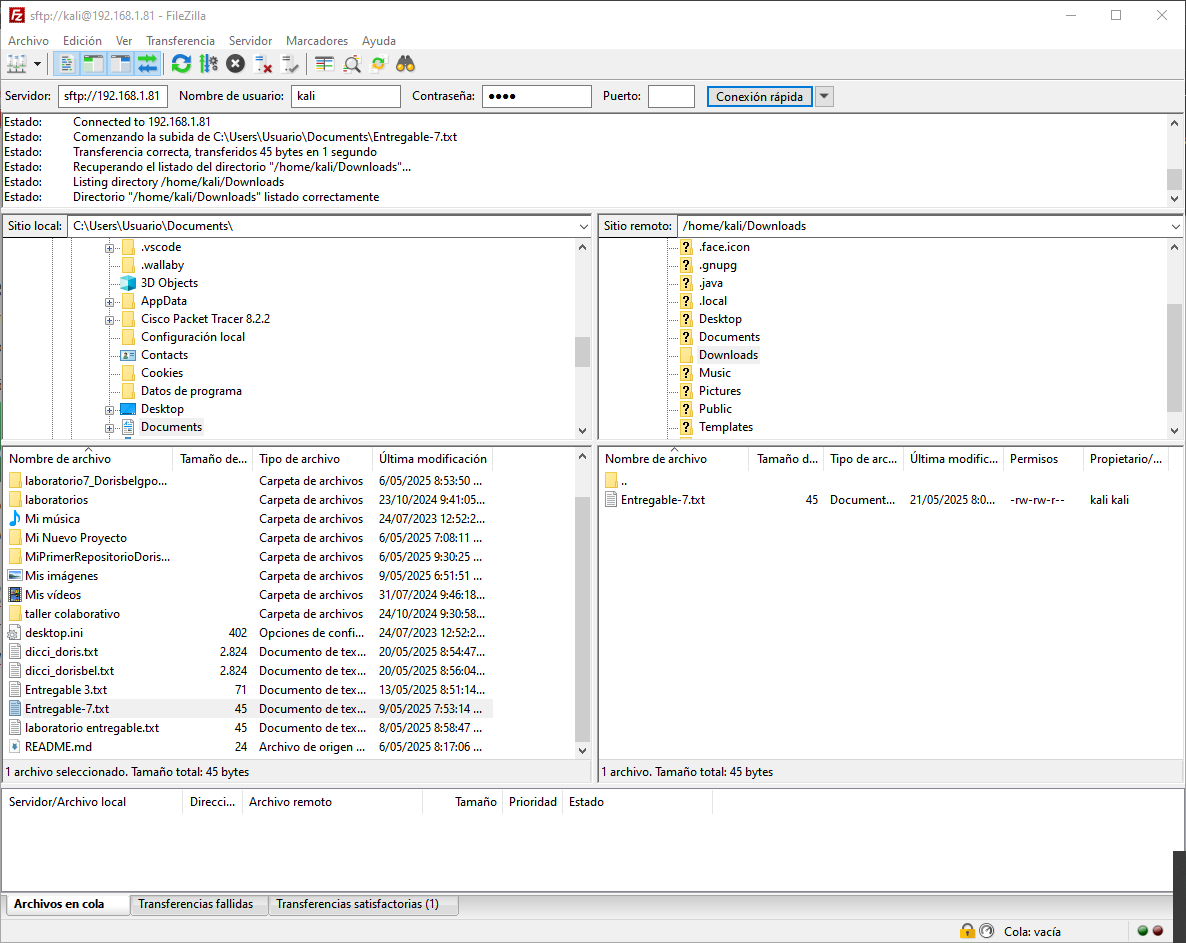 sftp://kali@192.168.1.81 - FileZilla
Archivo Edición Ver Transferencia Servidor Marcadores Ayuda
Servidor: sftp://192.168.1.81 Nombre de usuario: kali Contraseña: ●●●● Puerto: Conexión rápida
Estado: Connected to 192.168.1.81
Estado: Comenzando la subida de C:\Users\Usuario\Documents\Entregable-7.txt
Estado: Transferencia correcta, transferidos 45 bytes en 1 segundo
Estado: Recuperando el listado del directorio "/home/kali/Downloads"...
Estado: Listing directory /home/kali/Downloads
Estado: Directorio "/home/kali/Downloads" listado correctamente
Sitio local: C:\Users\Usuario\Documents\
.vscode
.wallaby
3D Objects
AppData
Cisco Packet Tracer 8.2.2
Configuración local
Contacts
Cookies
Datos de programa
Desktop
Documents
Sitio remoto: /home/kali/Downloads
.face.icon
.gnupg
.java
.local
Desktop
Documents
Downloads
Music
Pictures
Public
Templates
Nombre de archivo Tamaño de... Tipo de archivo Última modificación
laboratorio7_Dorisbelgpo... Carpeta de archivos 6/05/2025 8:53:50 ...
laboratorios Carpeta de archivos 23/10/2024 9:41:05...
Mi música Carpeta de archivos 24/07/2023 12:52:2...
Mi Nuevo Proyecto Carpeta de archivos 6/05/2025 7:08:11 ...
MiPrimerRepositorioDoris... Carpeta de archivos 6/05/2025 9:30:25 ...
Mis imágenes Carpeta de archivos 9/05/2025 6:51:51 ...
Mis vídeos Carpeta de archivos 31/07/2024 9:46:18...
taller colaborativo Carpeta de archivos 24/10/2024 9:30:58...
desktop.ini 402 Opciones de confi... 24/07/2023 12:52:2...
dicci_doris.txt 2.824 Documento de tex... 20/05/2025 8:54:47...
dicci_dorisbel.txt 2.824 Documento de tex... 20/05/2025 8:56:04...
Entregable 3.txt 71 Documento de tex... 13/05/2025 8:51:14...
Entregable-7.txt 45 Documento de tex... 9/05/2025 7:53:14 ...
laboratorio entregable.txt 45 Documento de tex... 8/05/2025 8:58:47 ...
README.md 24 Archivo de origen ... 6/05/2025 8:17:06 ...
1 archivo seleccionado. Tamaño total: 45 bytes
Nombre de archivo Tamaño d... Tipo de arc... Última modific... Permisos Propietario/...
..
Entregable-7.txt 45 Document... 21/05/2025 8:0... -rw-rw-r-- kali kali
1 archivo. Tamaño total: 45 bytes
Servidor/Archivo local Direcci... Archivo remoto Tamaño Prioridad Estado
Archivos en cola Transferencias fallidas Transferencias satisfactorias (1)
Cola: vacía